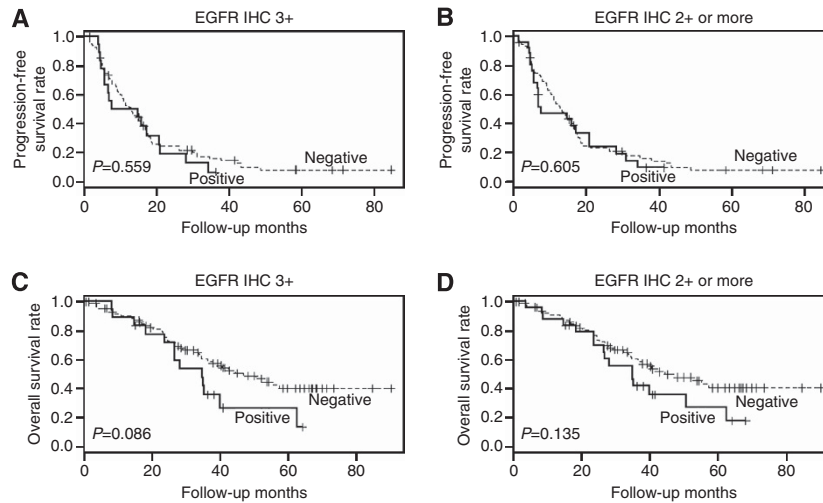 A
EGFR IHC 3+
Progression-free
survival rate
1.0
0.8
0.6
0.4
0.2
0.0
P=0.559
Negative
Positive
0 20 40 60 80
Follow-up months
B
EGFR IHC 2+ or more
Progression-free
survival rate
1.0
0.8
0.6
0.4
0.2
0.0
P=0.605
Negative
Positive
0 20 40 60 80
Follow-up months
C
EGFR IHC 3+
Overall survival rate
1.0
0.8
0.6
0.4
0.2
0.0
P=0.086
Negative
Positive
0 20 40 60 80
Follow-up months
D
EGFR IHC 2+ or more
Overall survival rate
1.0
0.8
0.6
0.4
0.2
0.0
P=0.135
Negative
Positive
0 20 40 60 80
Follow-up months